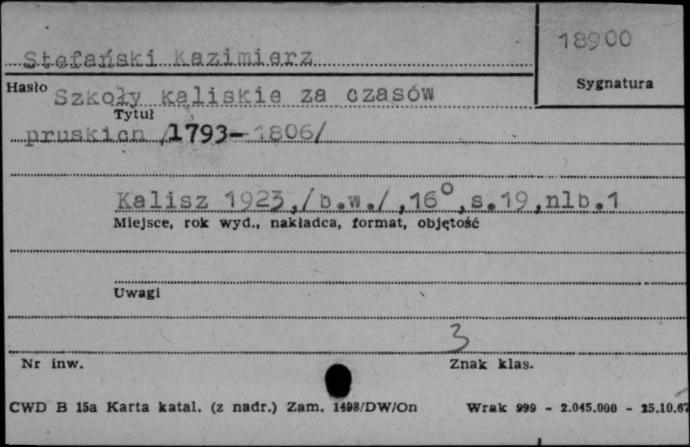 18900
Stefański Kazimierz
Hasło
Sygnatura
Szkoły kaliskie za czasów
Tytuł
pruskich /1793-1806/
Kalisz 1923,/b.w./,16°,s.19,nlb.1
Miejsce, rok wyd., nakładca, format, objętość
Uwagi
3
Nr inw.
Znak klas.
CWD B 15a Karta katal. (z nadr.) Zam. 1498/DW/On
Wrak 999 - 2.045.000 - 25.10.67